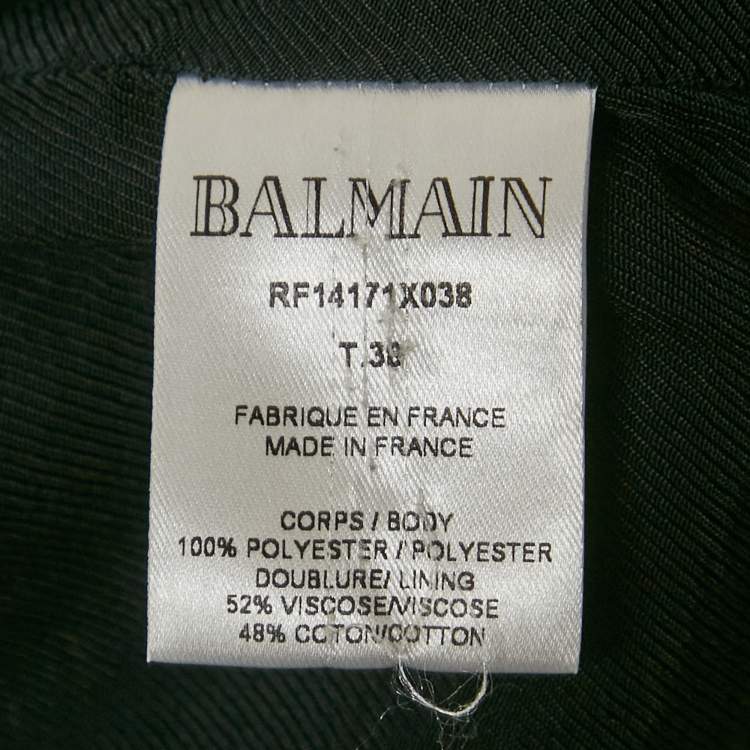 BALMAIN
RF14171X038
T.38
FABRIQUE EN FRANCE
MADE IN FRANCE
CORPS / BODY
100% POLYESTER / POLYESTER
DOUBLURE/ LINING
52% VISCOSE/VISCOSE
48% COTON/COTTON